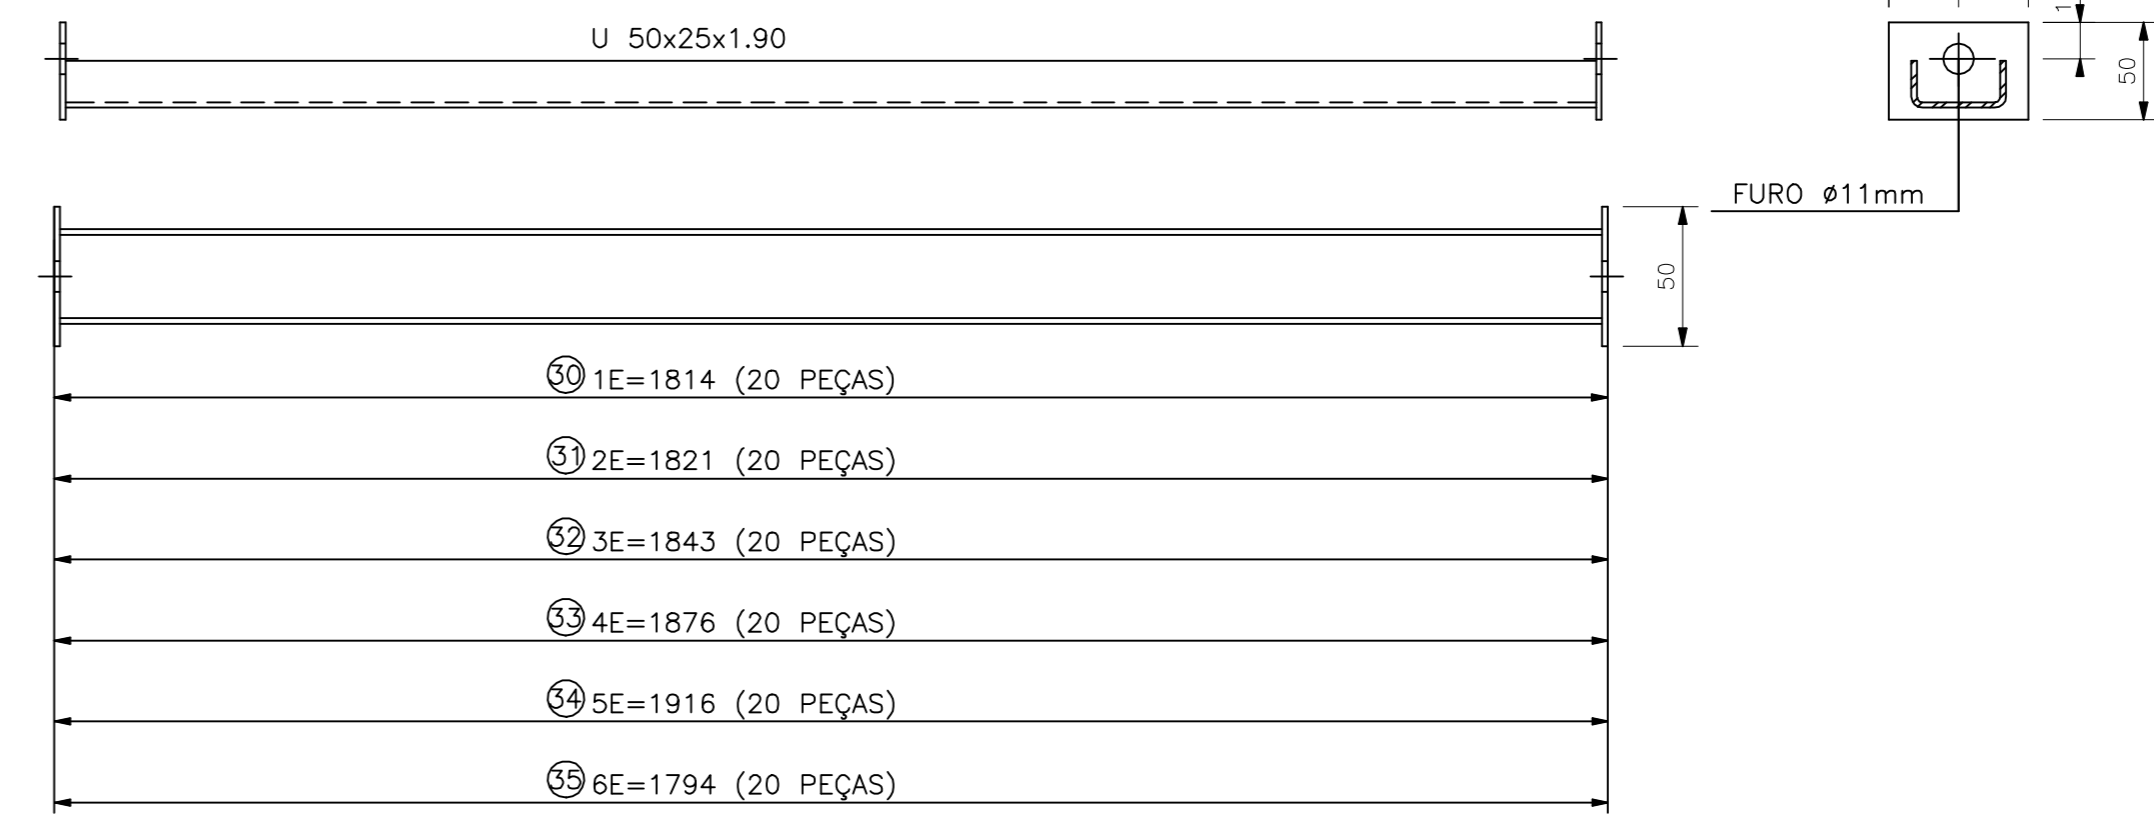 U 50x25x1.90
1
50
FURO ø11mm
50
30 1E=1814 (20 PEÇAS)
31 2E=1821 (20 PEÇAS)
32 3E=1843 (20 PEÇAS)
33 4E=1876 (20 PEÇAS)
34 5E=1916 (20 PEÇAS)
35 6E=1794 (20 PEÇAS)